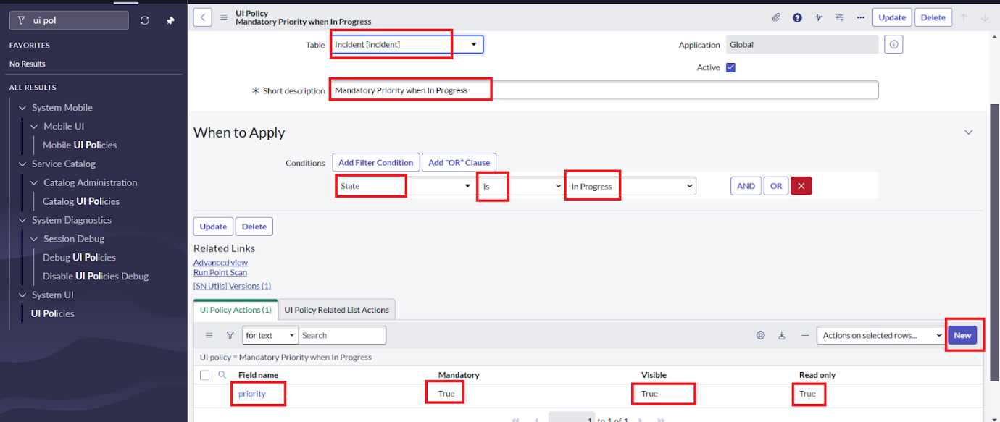 ui pol
FAVORITES
No Results
ALL RESULTS
System Mobile
Mobile UI
Mobile UI Policies
Service Catalog
Catalog Administration
Catalog UI Policies
System Diagnostics
Session Debug
Debug UI Policies
Disable UI Policies Debug
System UI
UI Policies
UI Policy
Mandatory Priority when In Progress
Update Delete
Table Incident [incident] Application Global
Active
Short description Mandatory Priority when In Progress
When to Apply
Conditions Add Filter Condition Add "OR" Clause
State is In Progress AND OR
Update Delete
Related Links
Advanced view
Run Point Scan
[SN Utils] Versions (1)
UI Policy Actions (1) UI Policy Related List Actions
for text Search Actions on selected rows... New
UI policy = Mandatory Priority when In Progress
Field name Mandatory Visible Read only
priority True True True
1 to 1 of 1